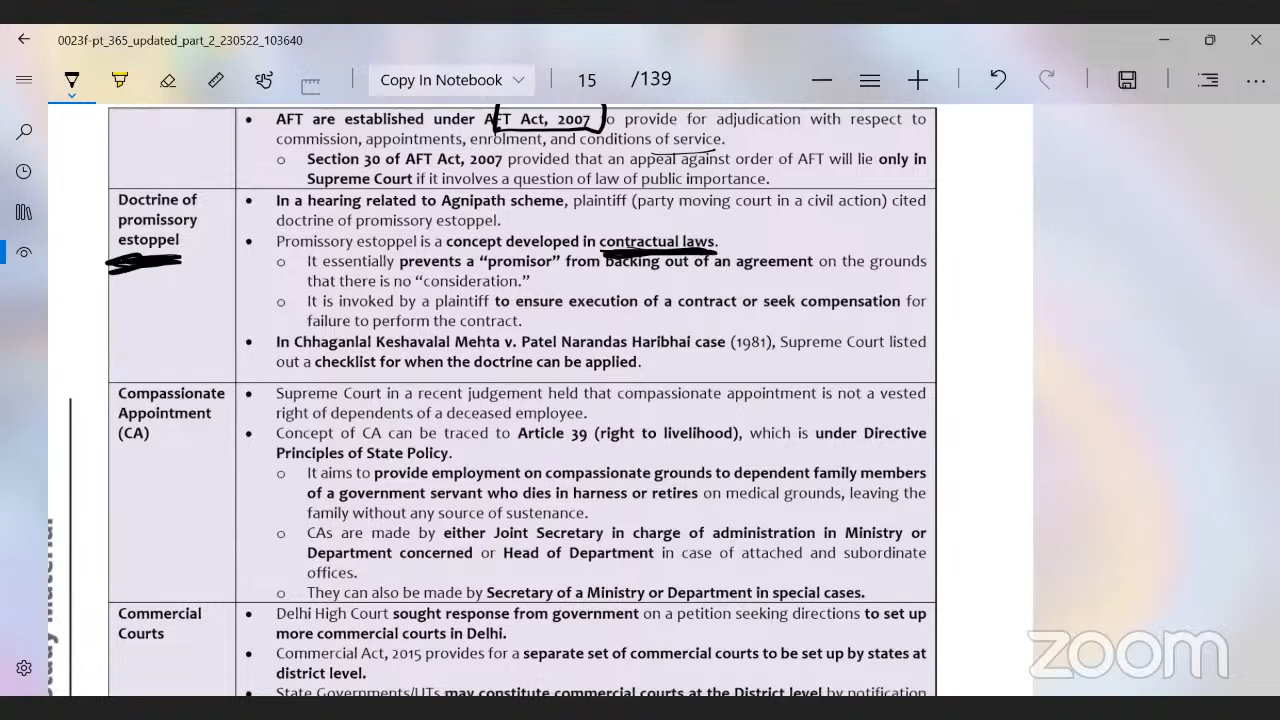 0023f-pt_365_updated_part_2_230522_103640
Copy In Notebook
15 /139
• AFT are established under AFT Act, 2007 to provide for adjudication with respect to
commission, appointments, enrolment, and conditions of service.
o Section 30 of AFT Act, 2007 provided that an appeal against order of AFT will lie only in
Supreme Court if it involves a question of law of public importance.
Doctrine of
promissory
estoppel
• In a hearing related to Agnipath scheme, plaintiff (party moving court in a civil action) cited
doctrine of promissory estoppel.
• Promissory estoppel is a concept developed in contractual laws.
o It essentially prevents a “promisor” from backing out of an agreement on the grounds
that there is no “consideration.”
o It is invoked by a plaintiff to ensure execution of a contract or seek compensation for
failure to perform the contract.
• In Chhaganlal Keshavalal Mehta v. Patel Narandas Haribhai case (1981), Supreme Court listed
out a checklist for when the doctrine can be applied.
Compassionate
Appointment
(CA)
• Supreme Court in a recent judgement held that compassionate appointment is not a vested
right of dependents of a deceased employee.
• Concept of CA can be traced to Article 39 (right to livelihood), which is under Directive
Principles of State Policy.
o It aims to provide employment on compassionate grounds to dependent family members
of a government servant who dies in harness or retires on medical grounds, leaving the
family without any source of sustenance.
o CAs are made by either Joint Secretary in charge of administration in Ministry or
Department concerned or Head of Department in case of attached and subordinate
offices.
o They can also be made by Secretary of a Ministry or Department in special cases.
Commercial
Courts
• Delhi High Court sought response from government on a petition seeking directions to set up
more commercial courts in Delhi.
• Commercial Act, 2015 provides for a separate set of commercial courts to be set up by states at
district level.
• State Governments/UTs may constitute commercial courts at the District level by notification
zoom